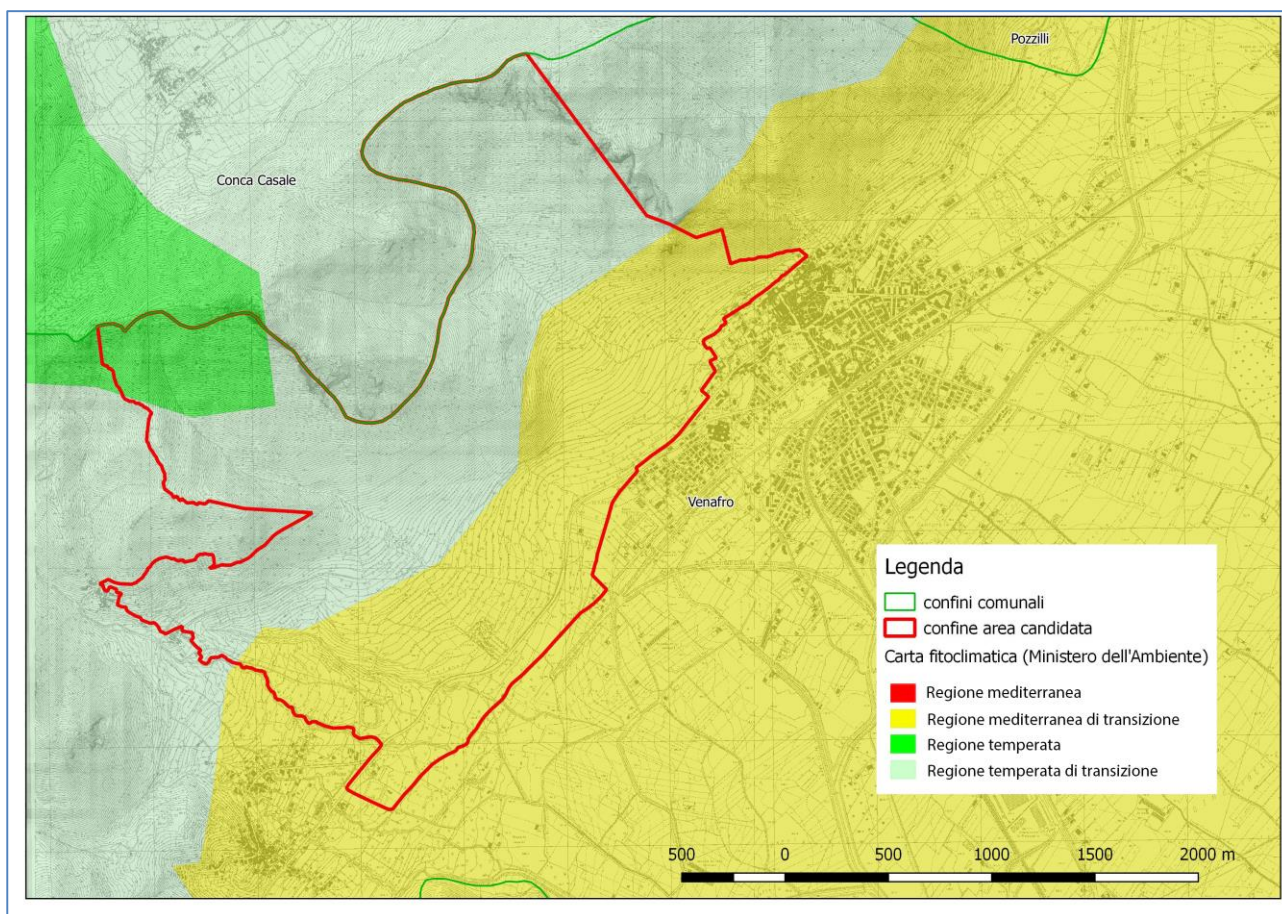 Pozzilli
Conca Casale
Venafro
Legenda
confini comunali
confine area candidata
Carta fitoclimatica (Ministero dell'Ambiente)
Regione mediterranea
Regione mediterranea di transizione
Regione temperata
Regione temperata di transizione
500 0 500 1000 1500 2000 m